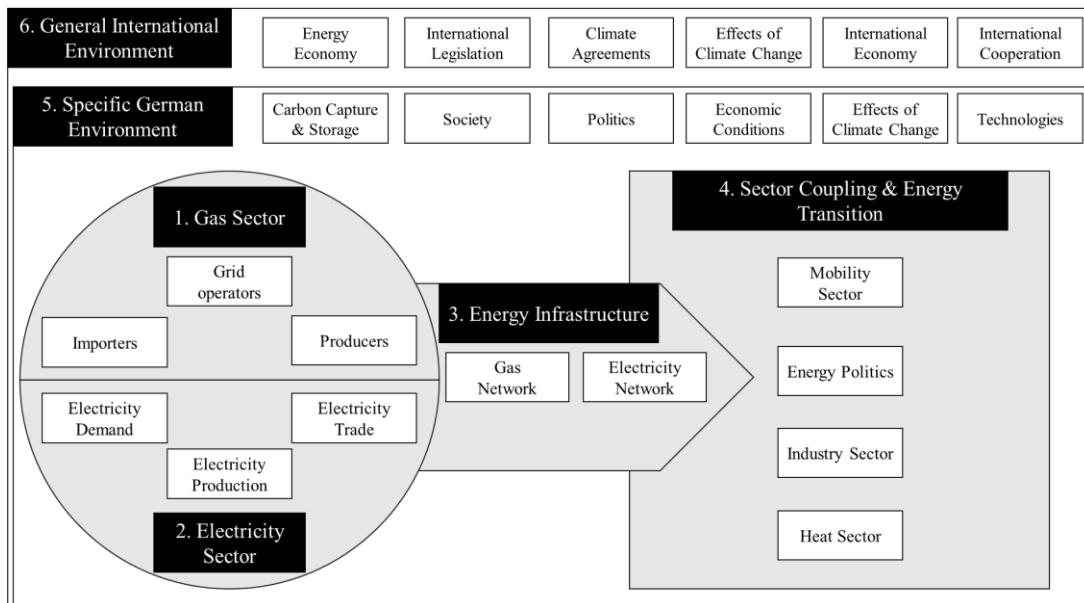 6. General International
Environment
Energy
Economy
International
Legislation
Climate
Agreements
Effects of
Climate Change
International
Economy
International
Cooperation
5. Specific German
Environment
Carbon Capture
& Storage
Society
Politics
Economic
Conditions
Effects of
Climate Change
Technologies
1. Gas Sector
Grid
operators
Importers
Producers
Electricity
Demand
Electricity
Trade
Electricity
Production
2. Electricity
Sector
3. Energy Infrastructure
Gas
Network
Electricity
Network
4. Sector Coupling & Energy
Transition
Mobility
Sector
Energy Politics
Industry Sector
Heat Sector